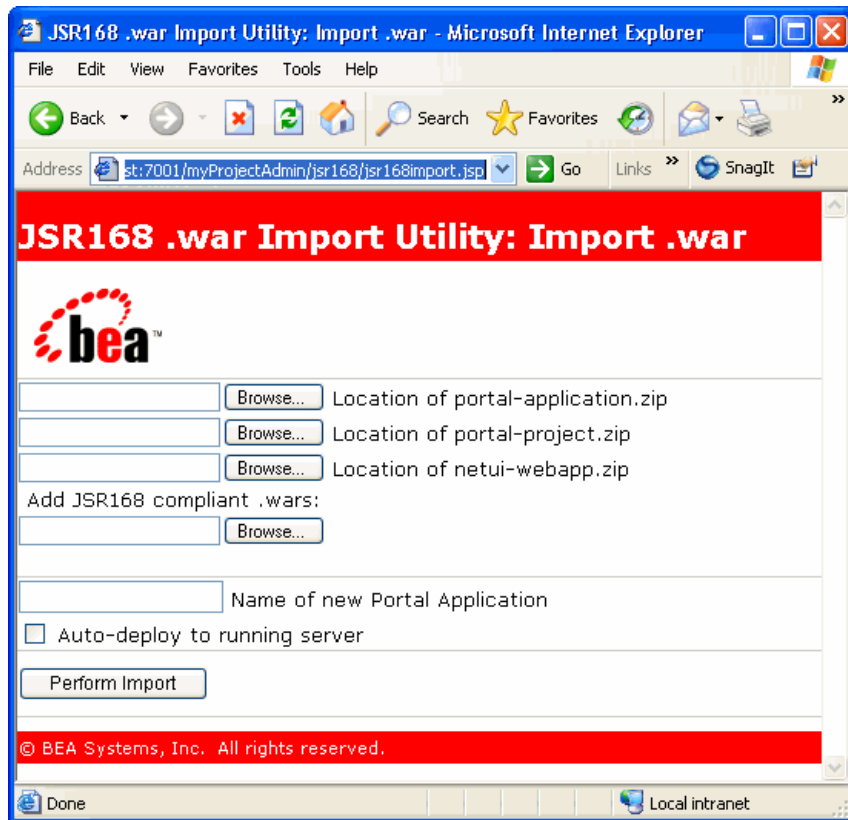 JSR168 .war Import Utility: Import .war - Microsoft Internet Explorer
File Edit View Favorites Tools Help
Back Search Favorites »
Address st:7001/myProjectAdmin/jsr168/jsr168import.jsp Go Links » SnagIt
JSR168 .war Import Utility: Import .war
bea™
Browse... Location of portal-application.zip
Browse... Location of portal-project.zip
Browse... Location of netui-webapp.zip
Add JSR168 compliant .wars:
Browse...
Name of new Portal Application
Auto-deploy to running server
Perform Import
© BEA Systems, Inc. All rights reserved.
Done Local intranet